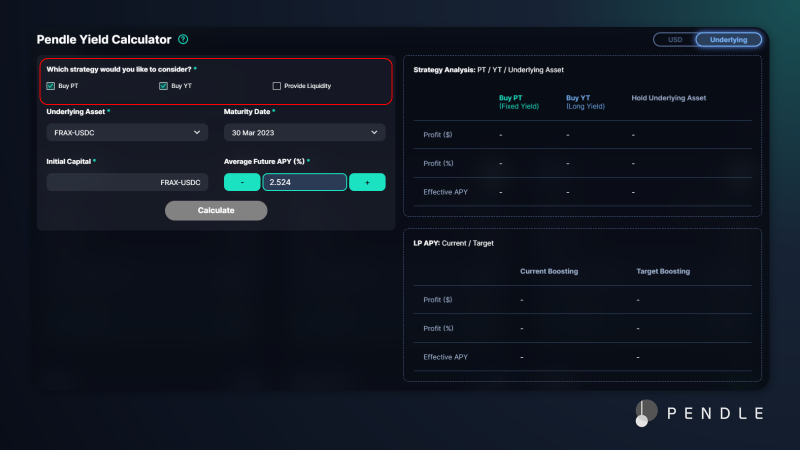 Pendle Yield Calculator ?
USD Underlying
Which strategy would you like to consider? *
Buy PT Buy YT Provide Liquidity
Underlying Asset * Maturity Date *
FRAX-USDC 30 Mar 2023
Initial Capital * Average Future APY (%) *
FRAX-USDC - 2.524 +
Calculate
Strategy Analysis: PT / YT / Underlying Asset
Buy PT Buy YT Hold Underlying Asset
(Fixed Yield) (Long Yield)
Profit ($) - - -
Profit (%) - - -
Effective APY - - -
LP APY: Current / Target
Current Boosting Target Boosting
Profit ($) - -
Profit (%) - -
Effective APY - -
PENDLE